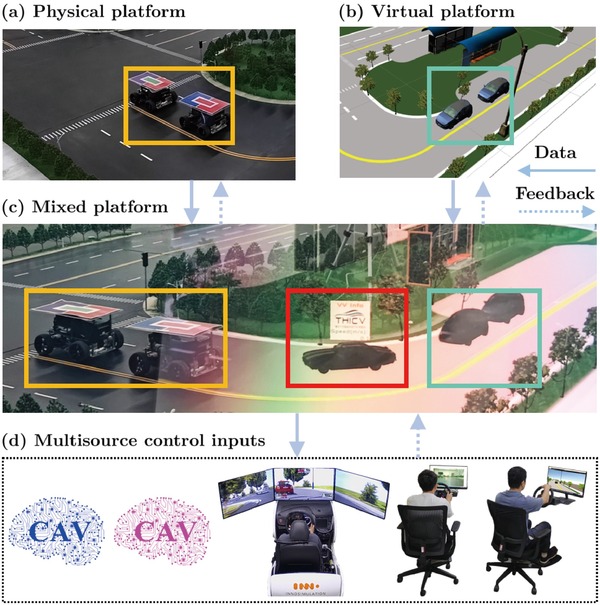 (a) Physical platform
(b) Virtual platform
Data
Feedback
(c) Mixed platform
THICV
(d) Multisource control inputs
CAV
CAV